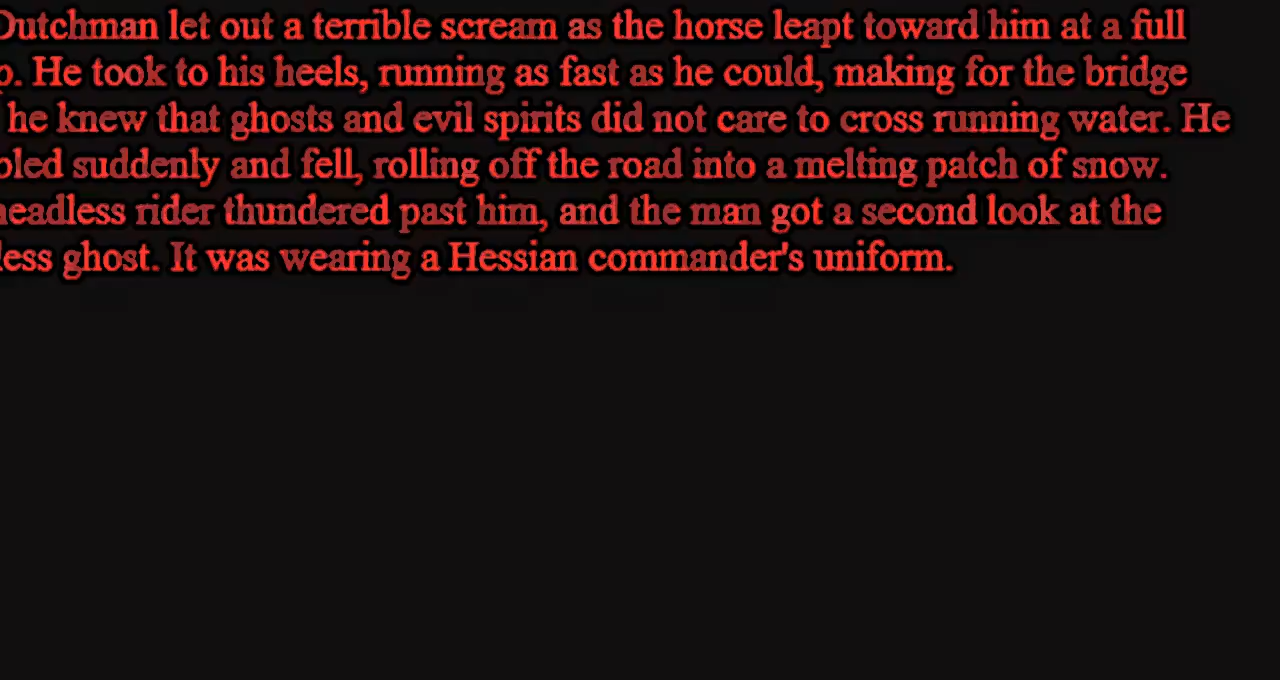 Dutchman let out a terrible scream as the horse leapt toward him at a full
He took to his heels, running as fast as he could, making for the bridge
he knew that ghosts and evil spirits did not care to cross running water. He
suddenly and fell, rolling off the road into a melting patch of snow.
headless rider thundered past him, and the man got a second look at the
ghost. It was wearing a Hessian commander's uniform.